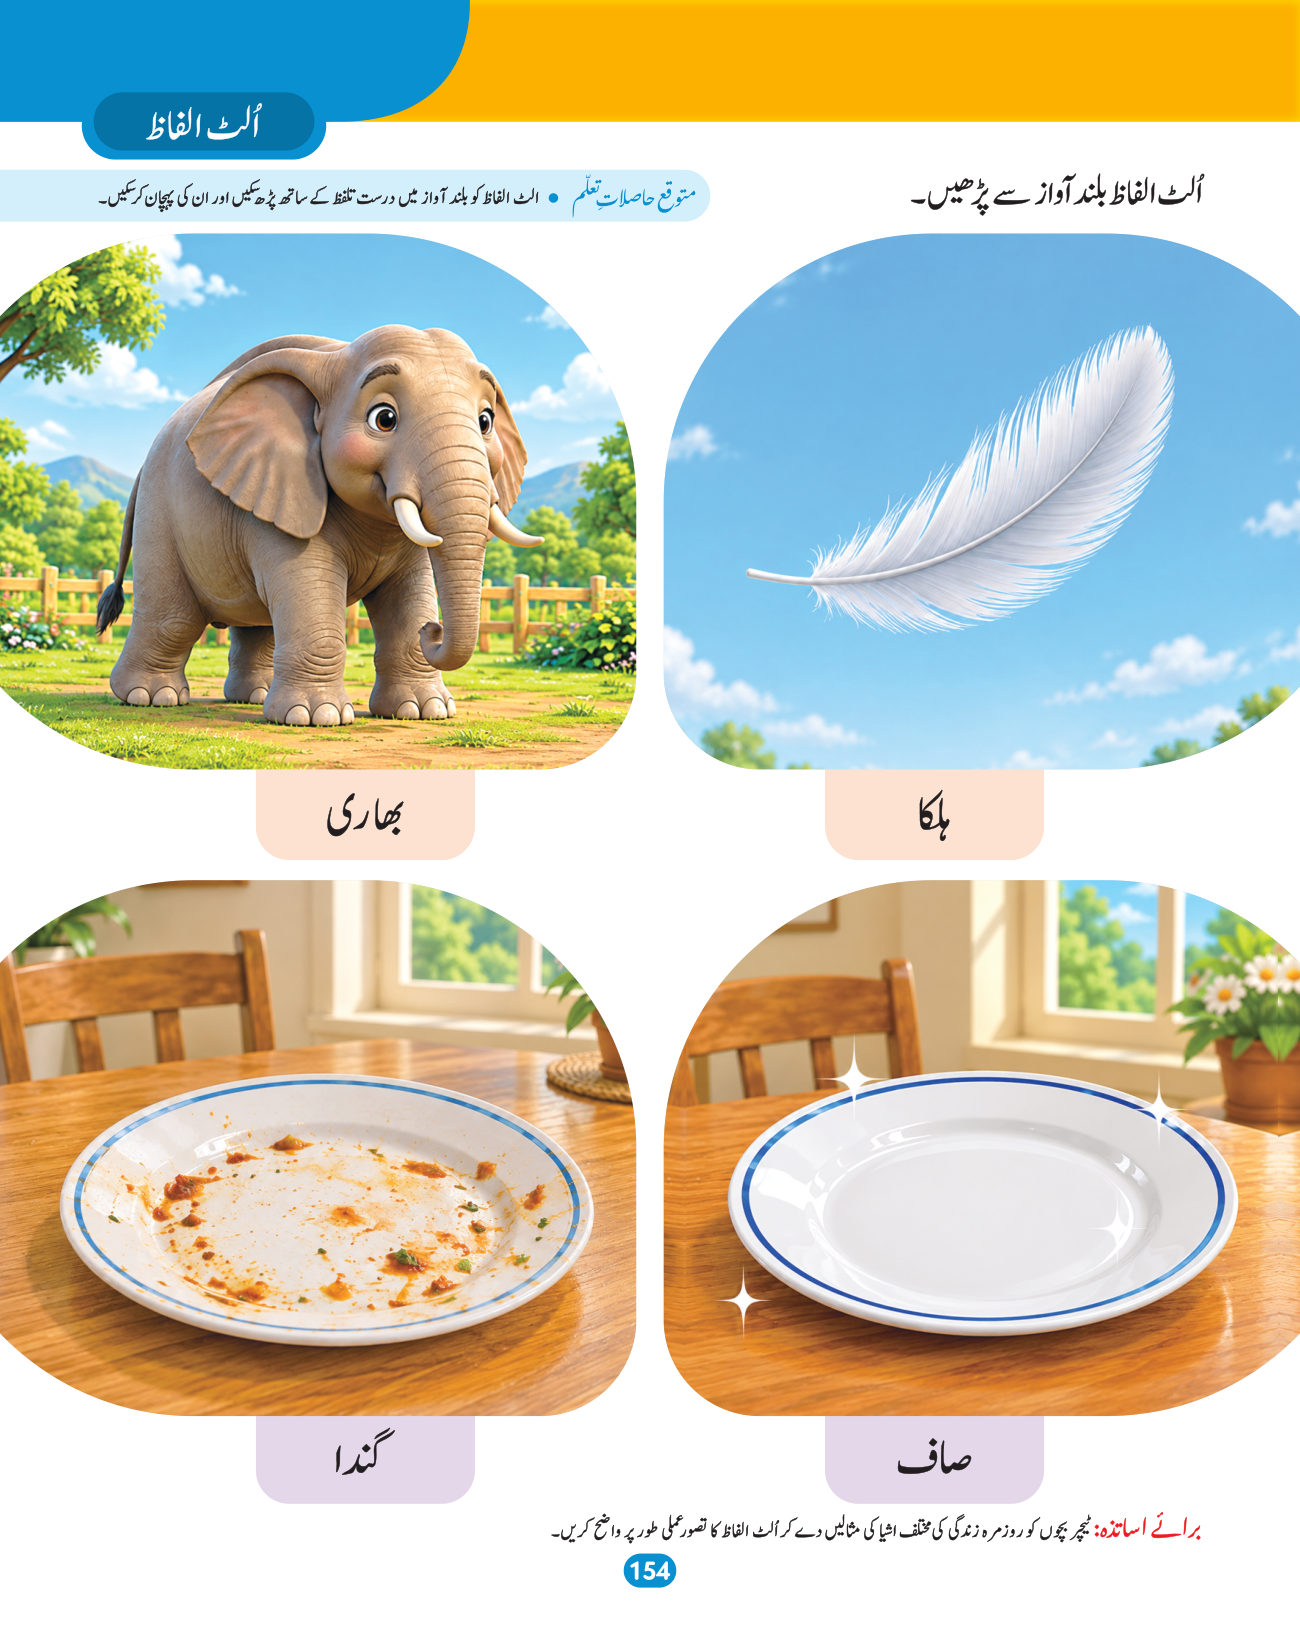 اُلٹ الفاظ
اُلٹ الفاظ بلند آواز سے پڑھیں۔
متوقع حاصلاتِ تعلّم • الٹ الفاظ کو بلند آواز میں درست تلفظ کے ساتھ پڑھ سکیں اور ان کی پہچان کر سکیں۔
ہلکا
بھاری
صاف
گندا
برائے اساتذہ: ٹیچر بچوں کو روزمرہ زندگی کی مختلف اشیا کی مثالیں دے کر اُلٹ الفاظ کا تصور عملی طور پر واضح کریں۔
154